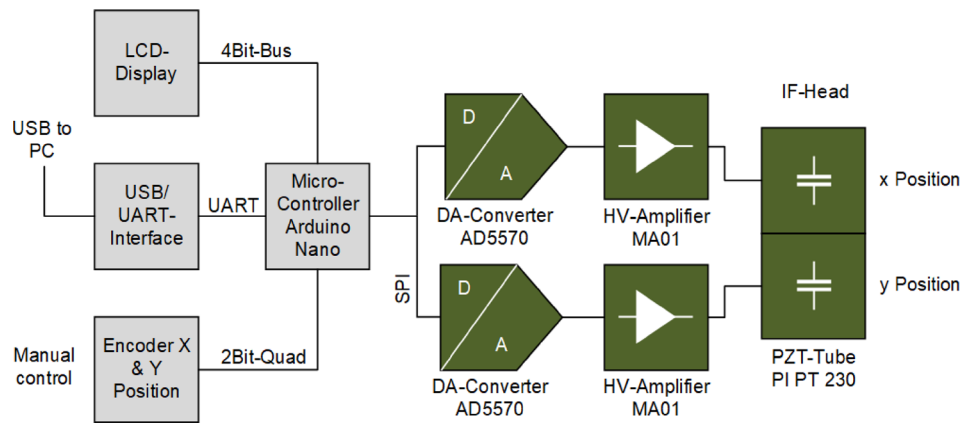 LCD-
Display
4Bit-Bus
USB to
PC
USB/
UART-
Interface
UART
Micro-
Controller
Arduino
Nano
Manual
control
Encoder X
& Y
Position
2Bit-Quad
SPI
D
A
DA-Converter
AD5570
HV-Amplifier
MA01
D
A
DA-Converter
AD5570
HV-Amplifier
MA01
IF-Head
x Position
y Position
PZT-Tube
PI PT 230